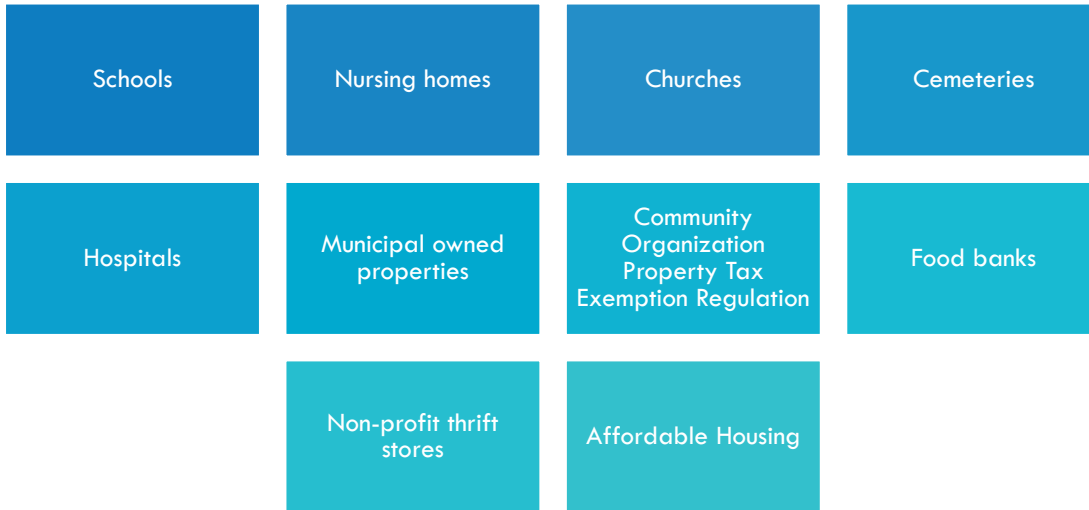 Schools
Nursing homes
Churches
Cemeteries
Hospitals
Municipal owned
properties
Community
Organization
Property Tax
Exemption Regulation
Food banks
Non-profit thrift
stores
Affordable Housing